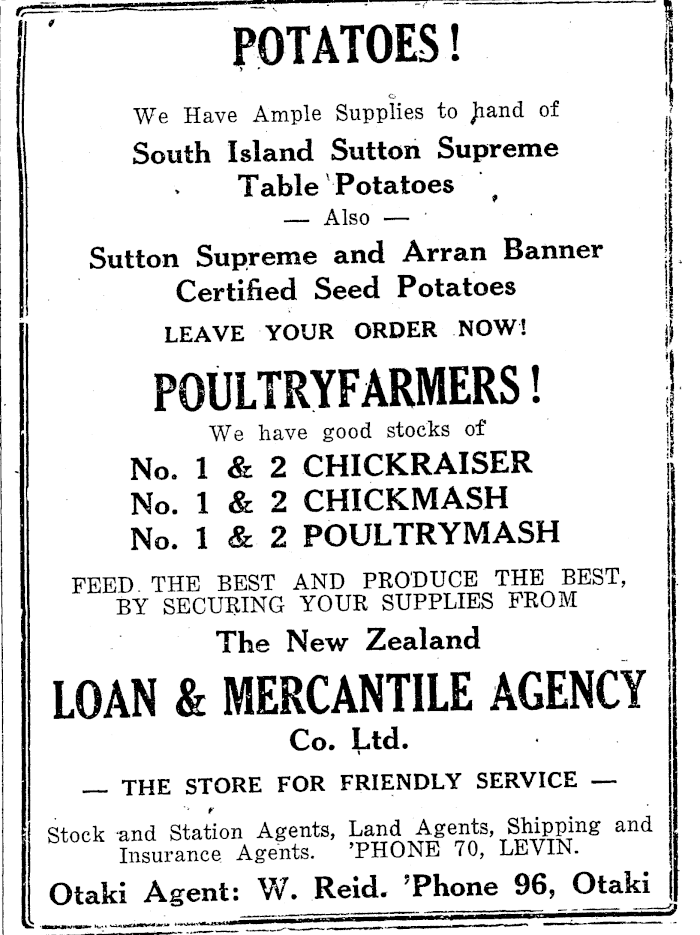 POTATOES!
We Have Ample Supplies to hand of
South Island Sutton Supreme
Table Potatoes
— Also —
Sutton Supreme and Arran Banner
Certified Seed Potatoes
LEAVE YOUR ORDER NOW!
POULTRYFARMERS!
We have good stocks of
No. 1 & 2 CHICKRAISER
No. 1 & 2 CHICKMASH
No. 1 & 2 POULTRYMASH
FEED THE BEST AND PRODUCE THE BEST,
BY SECURING YOUR SUPPLIES FROM
The New Zealand
LOAN & MERCANTILE AGENCY
Co. Ltd.
— THE STORE FOR FRIENDLY SERVICE —
Stock and Station Agents, Land Agents, Shipping and
Insurance Agents. 'PHONE 70, LEVIN.
Otaki Agent: W. Reid. 'Phone 96, Otaki